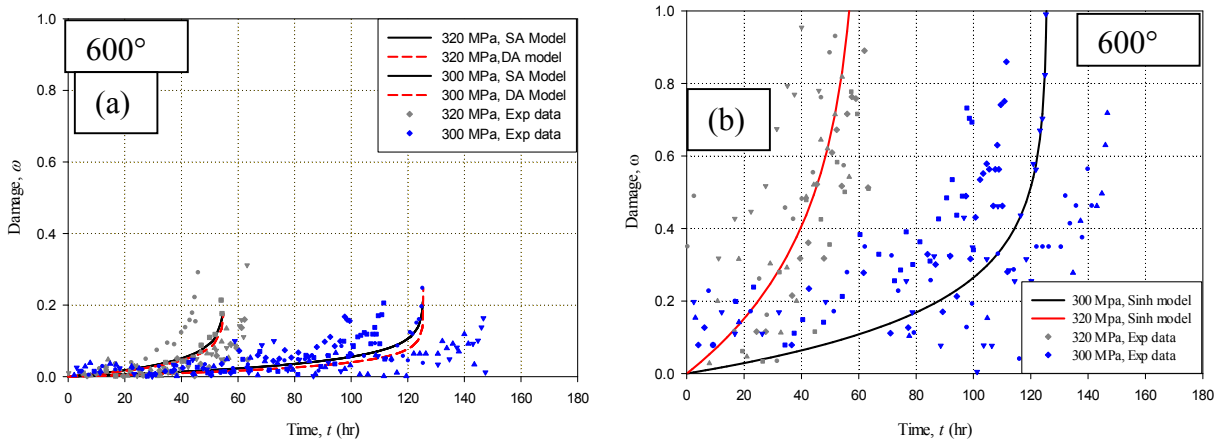 1.0
0.8
0.6
0.4
0.2
0.0
Damage, ω
600°
(a)
320 MPa, SA Model
320 MPa,DA model
300 MPa, SA Model
300 MPa, DA Model
320 MPa, Exp data
300 MPa, Exp data
0 20 40 60 80 100 120 140 160 180
Time, t (hr)
1.0
0.8
0.6
0.4
0.2
0.0
Damage, ω
600°
(b)
300 Mpa, Sinh model
320 Mpa, Sinh model
320 MPa, Exp data
300 MPa, Exp data
0 20 40 60 80 100 120 140 160 180
Time, t (hr)